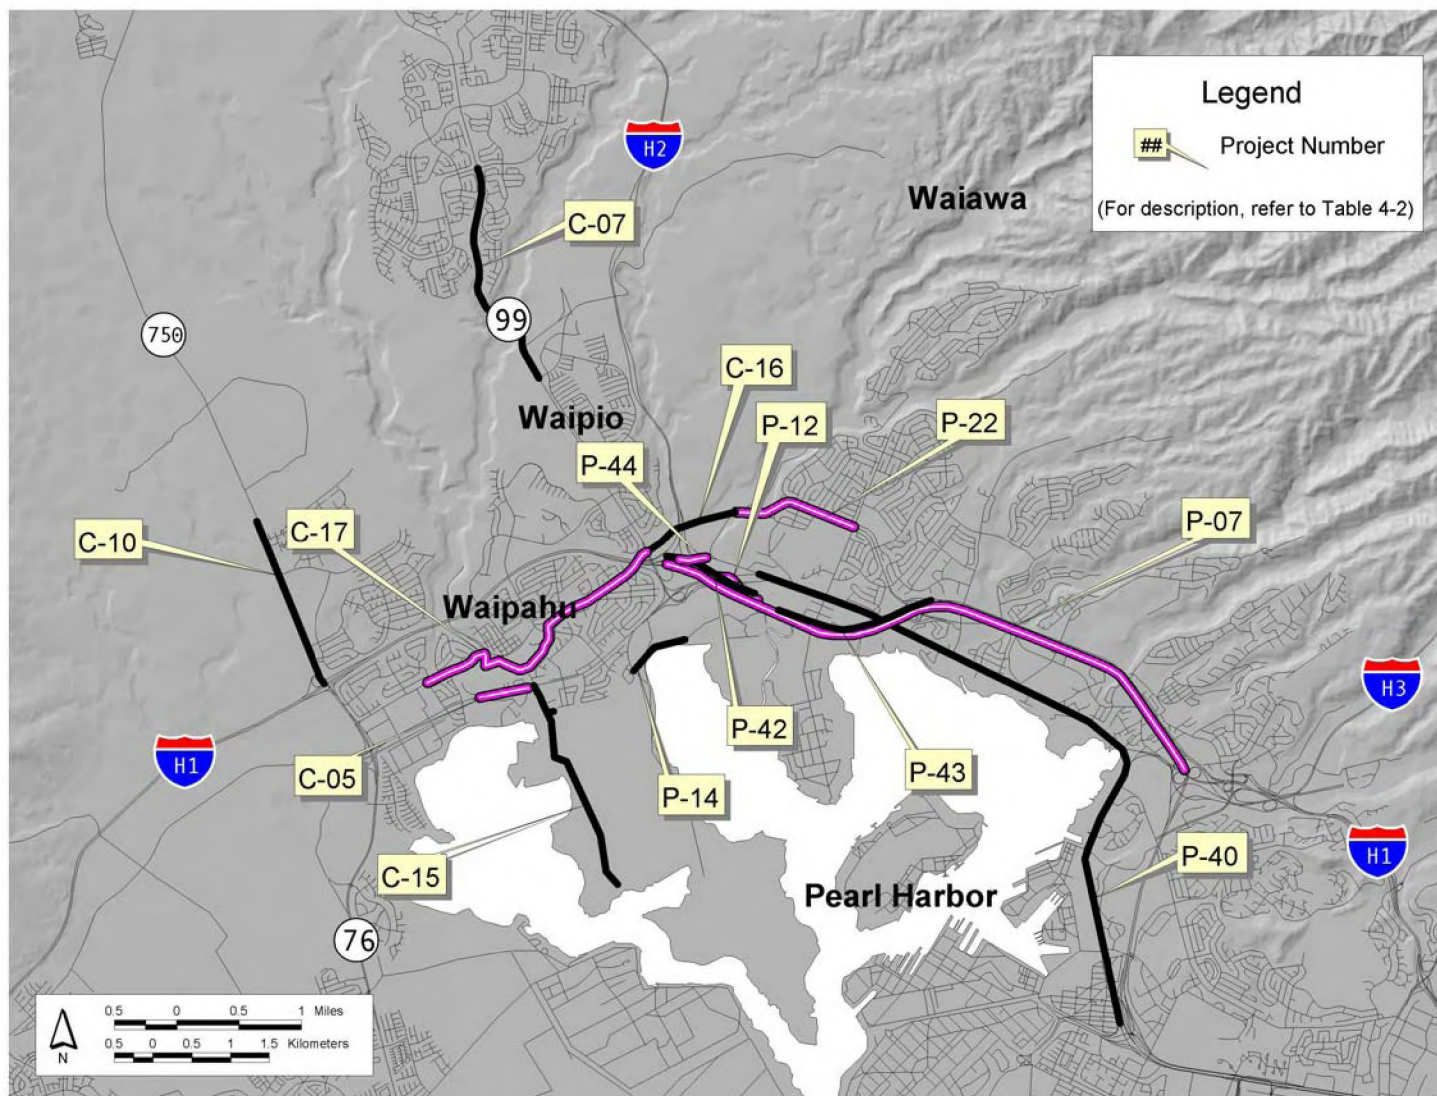 Legend
## Project Number
(For description, refer to Table 4-2)
H2
Waiawa
C-07
99
750
C-16
Waipio
P-12
P-22
P-44
C-17
P-07
C-10
Waipahu
H3
P-42
H1
C-05
P-43
P-14
P-40
H1
C-15
Pearl Harbor
76
N
0.5 0 0.5 1 Miles
0.5 0 0.5 1 1.5 Kilometers